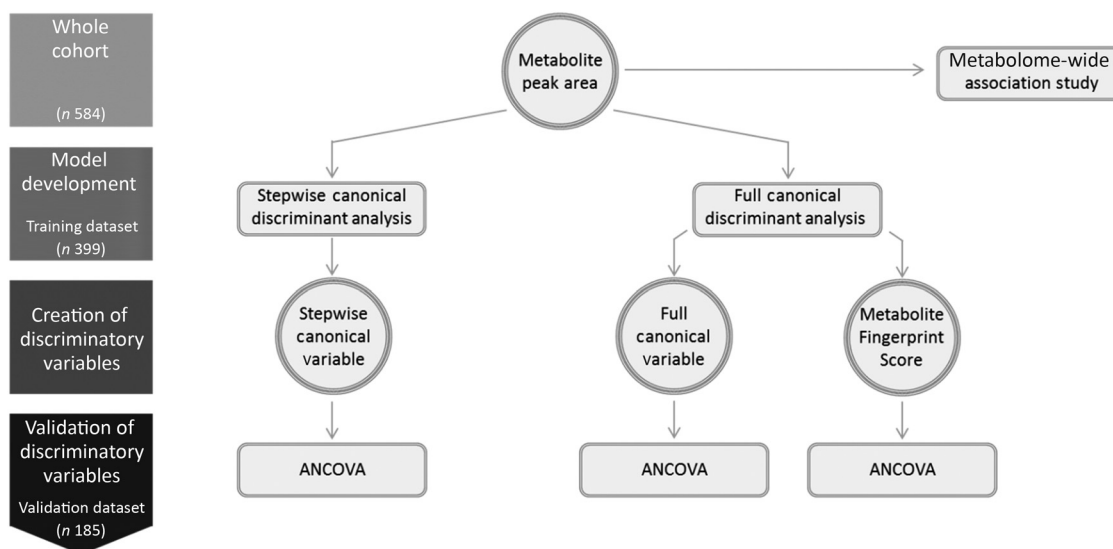 Whole
cohort
(n 584)
Metabolite
peak area
Metabolome-wide
association study
Model
development
Training dataset
(n 399)
Stepwise canonical
discriminant analysis
Full canonical
discriminant analysis
Creation of
discriminatory
variables
Stepwise
canonical
variable
Full
canonical
variable
Metabolite
Fingerprint
Score
Validation of
discriminatory
variables
Validation dataset
(n 185)
ANCOVA
ANCOVA
ANCOVA